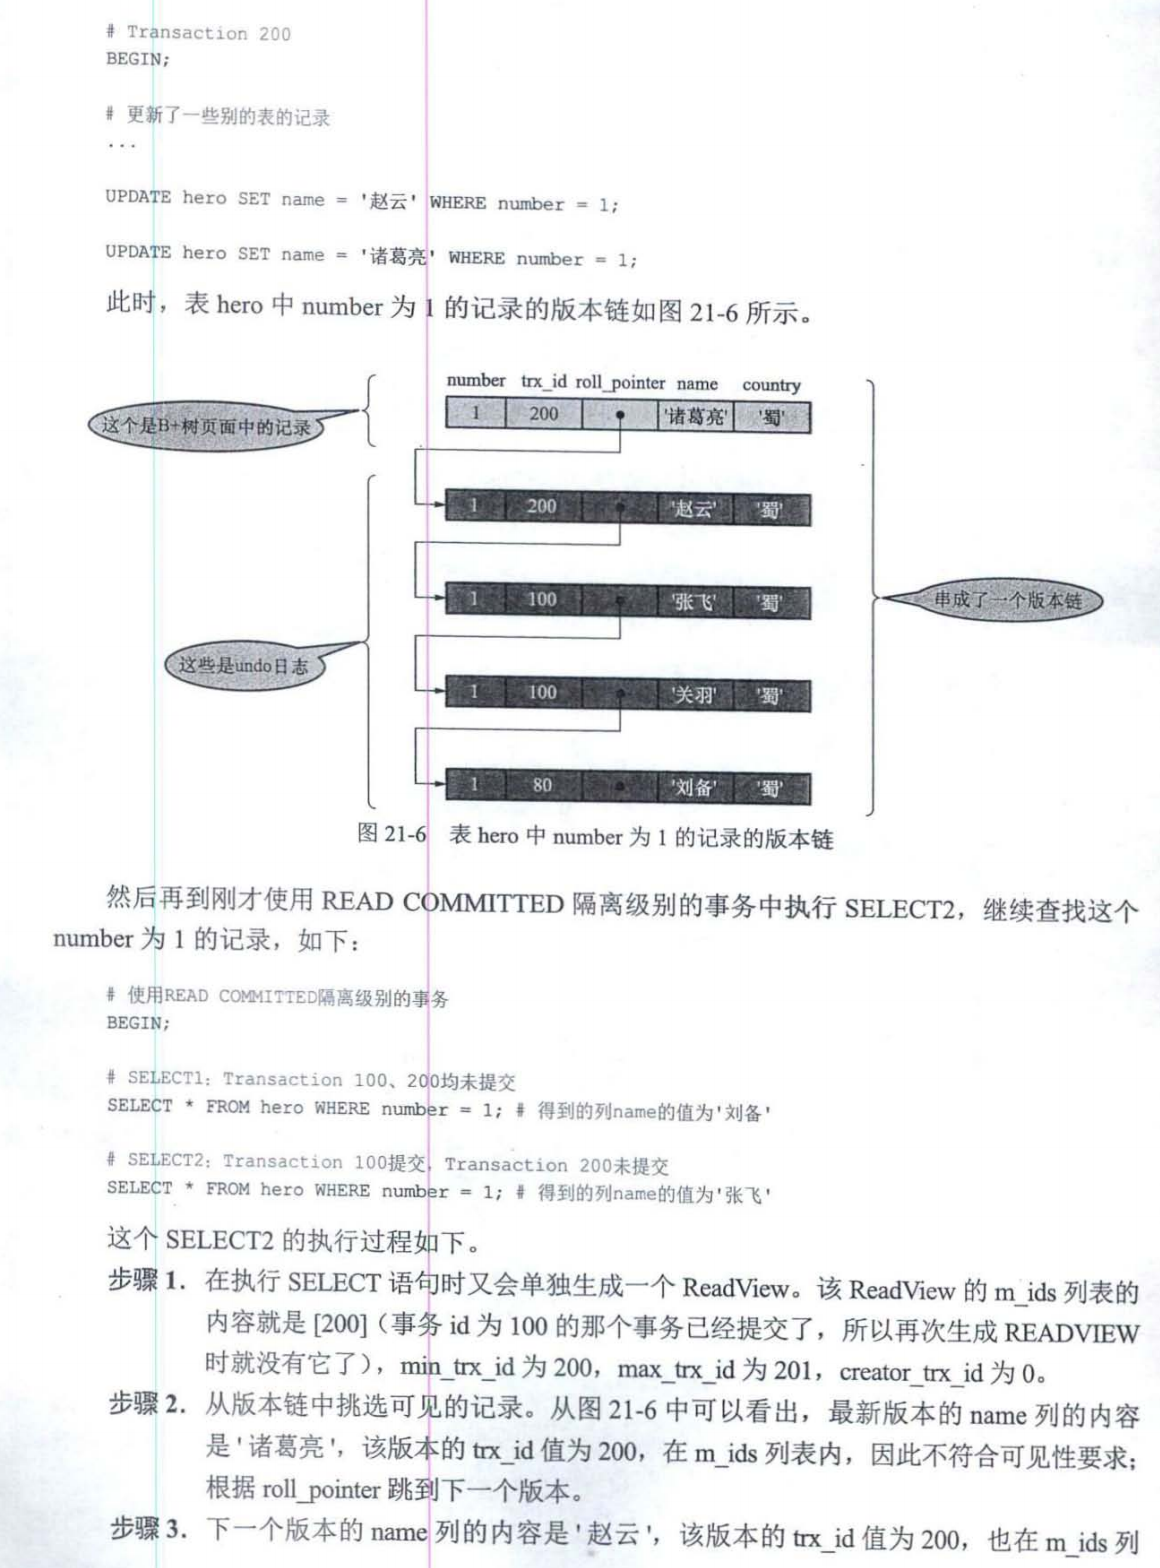 # Transaction 200
BEGIN;
# 更新了一些别的表的记录
...
UPDATE hero SET name = '赵云' WHERE number = 1;
UPDATE hero SET name = '诸葛亮' WHERE number = 1;
此时，表 hero 中 number 为 1 的记录的版本链如图 21-6 所示。
number trx_id roll_pointer name country
这个是B+树页面中的记录
1 200 '诸葛亮' '蜀'
1 200 '赵云' '蜀'
1 100 '张飞' '蜀'
串成了一个版本链
这些是undo日志
1 100 '关羽' '蜀'
1 80 '刘备' '蜀'
图 21-6 表 hero 中 number 为 1 的记录的版本链
然后再到刚才使用 READ COMMITTED 隔离级别的事务中执行 SELECT2，继续查找这个
number 为 1 的记录，如下：
# 使用READ COMMITTED隔离级别的事务
BEGIN;
# SELECT1：Transaction 100、200均未提交
SELECT * FROM hero WHERE number = 1; # 得到的列name的值为'刘备'
# SELECT2：Transaction 100提交，Transaction 200未提交
SELECT * FROM hero WHERE number = 1; # 得到的列name的值为'张飞'
这个 SELECT2 的执行过程如下。
步骤 1. 在执行 SELECT 语句时又会单独生成一个 ReadView。该 ReadView 的 m_ids 列表的
内容就是 [200]（事务 id 为 100 的那个事务已经提交了，所以再次生成 READVIEW
时就没有它了），min_trx_id 为 200，max_trx_id 为 201，creator_trx_id 为 0。
步骤 2. 从版本链中挑选可见的记录。从图 21-6 中可以看出，最新版本的 name 列的内容
是'诸葛亮'，该版本的 trx_id 值为 200，在 m_ids 列表内，因此不符合可见性要求；
根据 roll_pointer 跳到下一个版本。
步骤 3. 下一个版本的 name 列的内容是'赵云'，该版本的 trx_id 值为 200，也在 m_ids 列